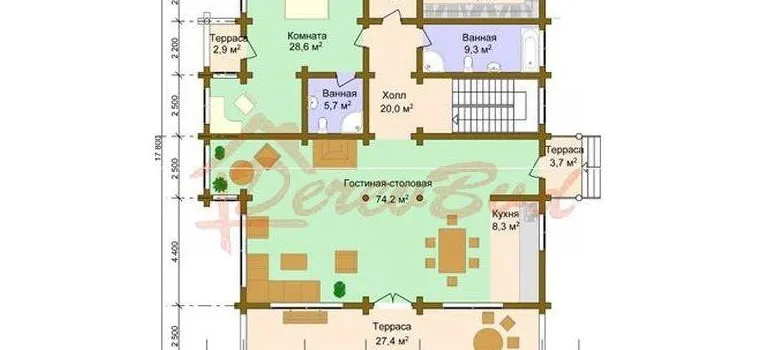 Терраса
2,9 м²
Комната
28,6 м²
Ванная
9,3 м²
2.200
Ванная
5,7 м²
Холл
20,0 м²
2.500
17 800
Терраса
3,7 м²
2.500
Гостиная-столовая
74,2 м²
DercoBud
Кухня
8,3 м²
4.400
Терраса
27,4 м²
2.500